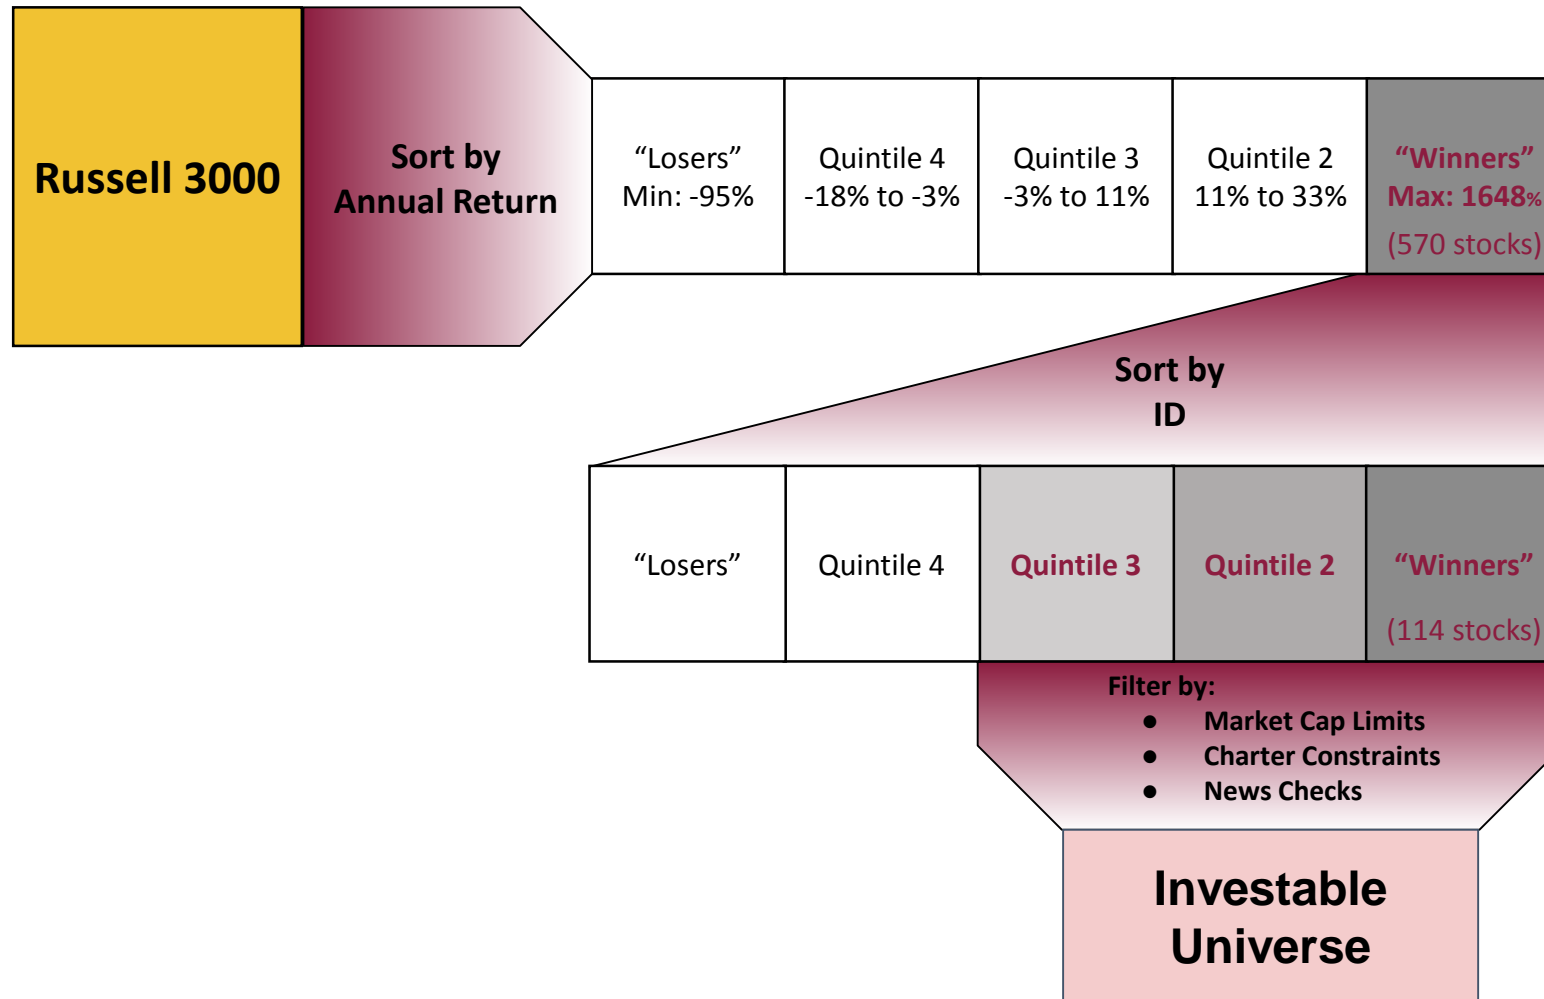 Russell 3000
Sort by
Annual Return
“Losers”
Min: -95%
Quintile 4
-18% to -3%
Quintile 3
-3% to 11%
Quintile 2
11% to 33%
“Winners”
Max: 1648%
(570 stocks)
Sort by
ID
“Losers”
Quintile 4
Quintile 3
Quintile 2
“Winners”
(114 stocks)
Filter by:
● Market Cap Limits
● Charter Constraints
● News Checks
Investable
Universe